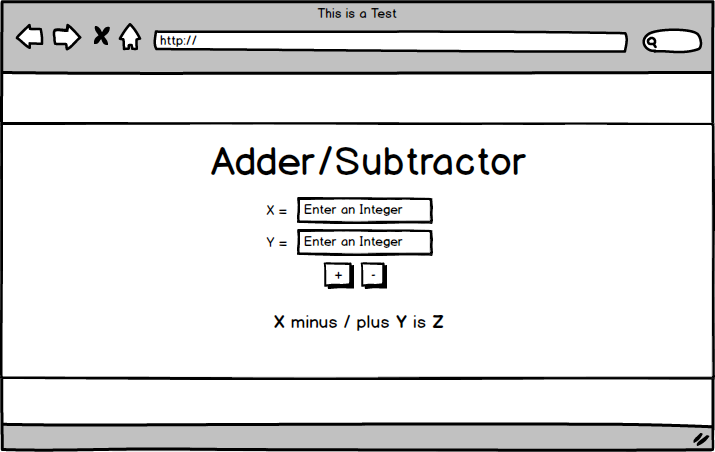 This is a Test
http://
Adder/Subtractor
X = Enter an Integer
Y = Enter an Integer
+ -
X minus / plus Y is Z